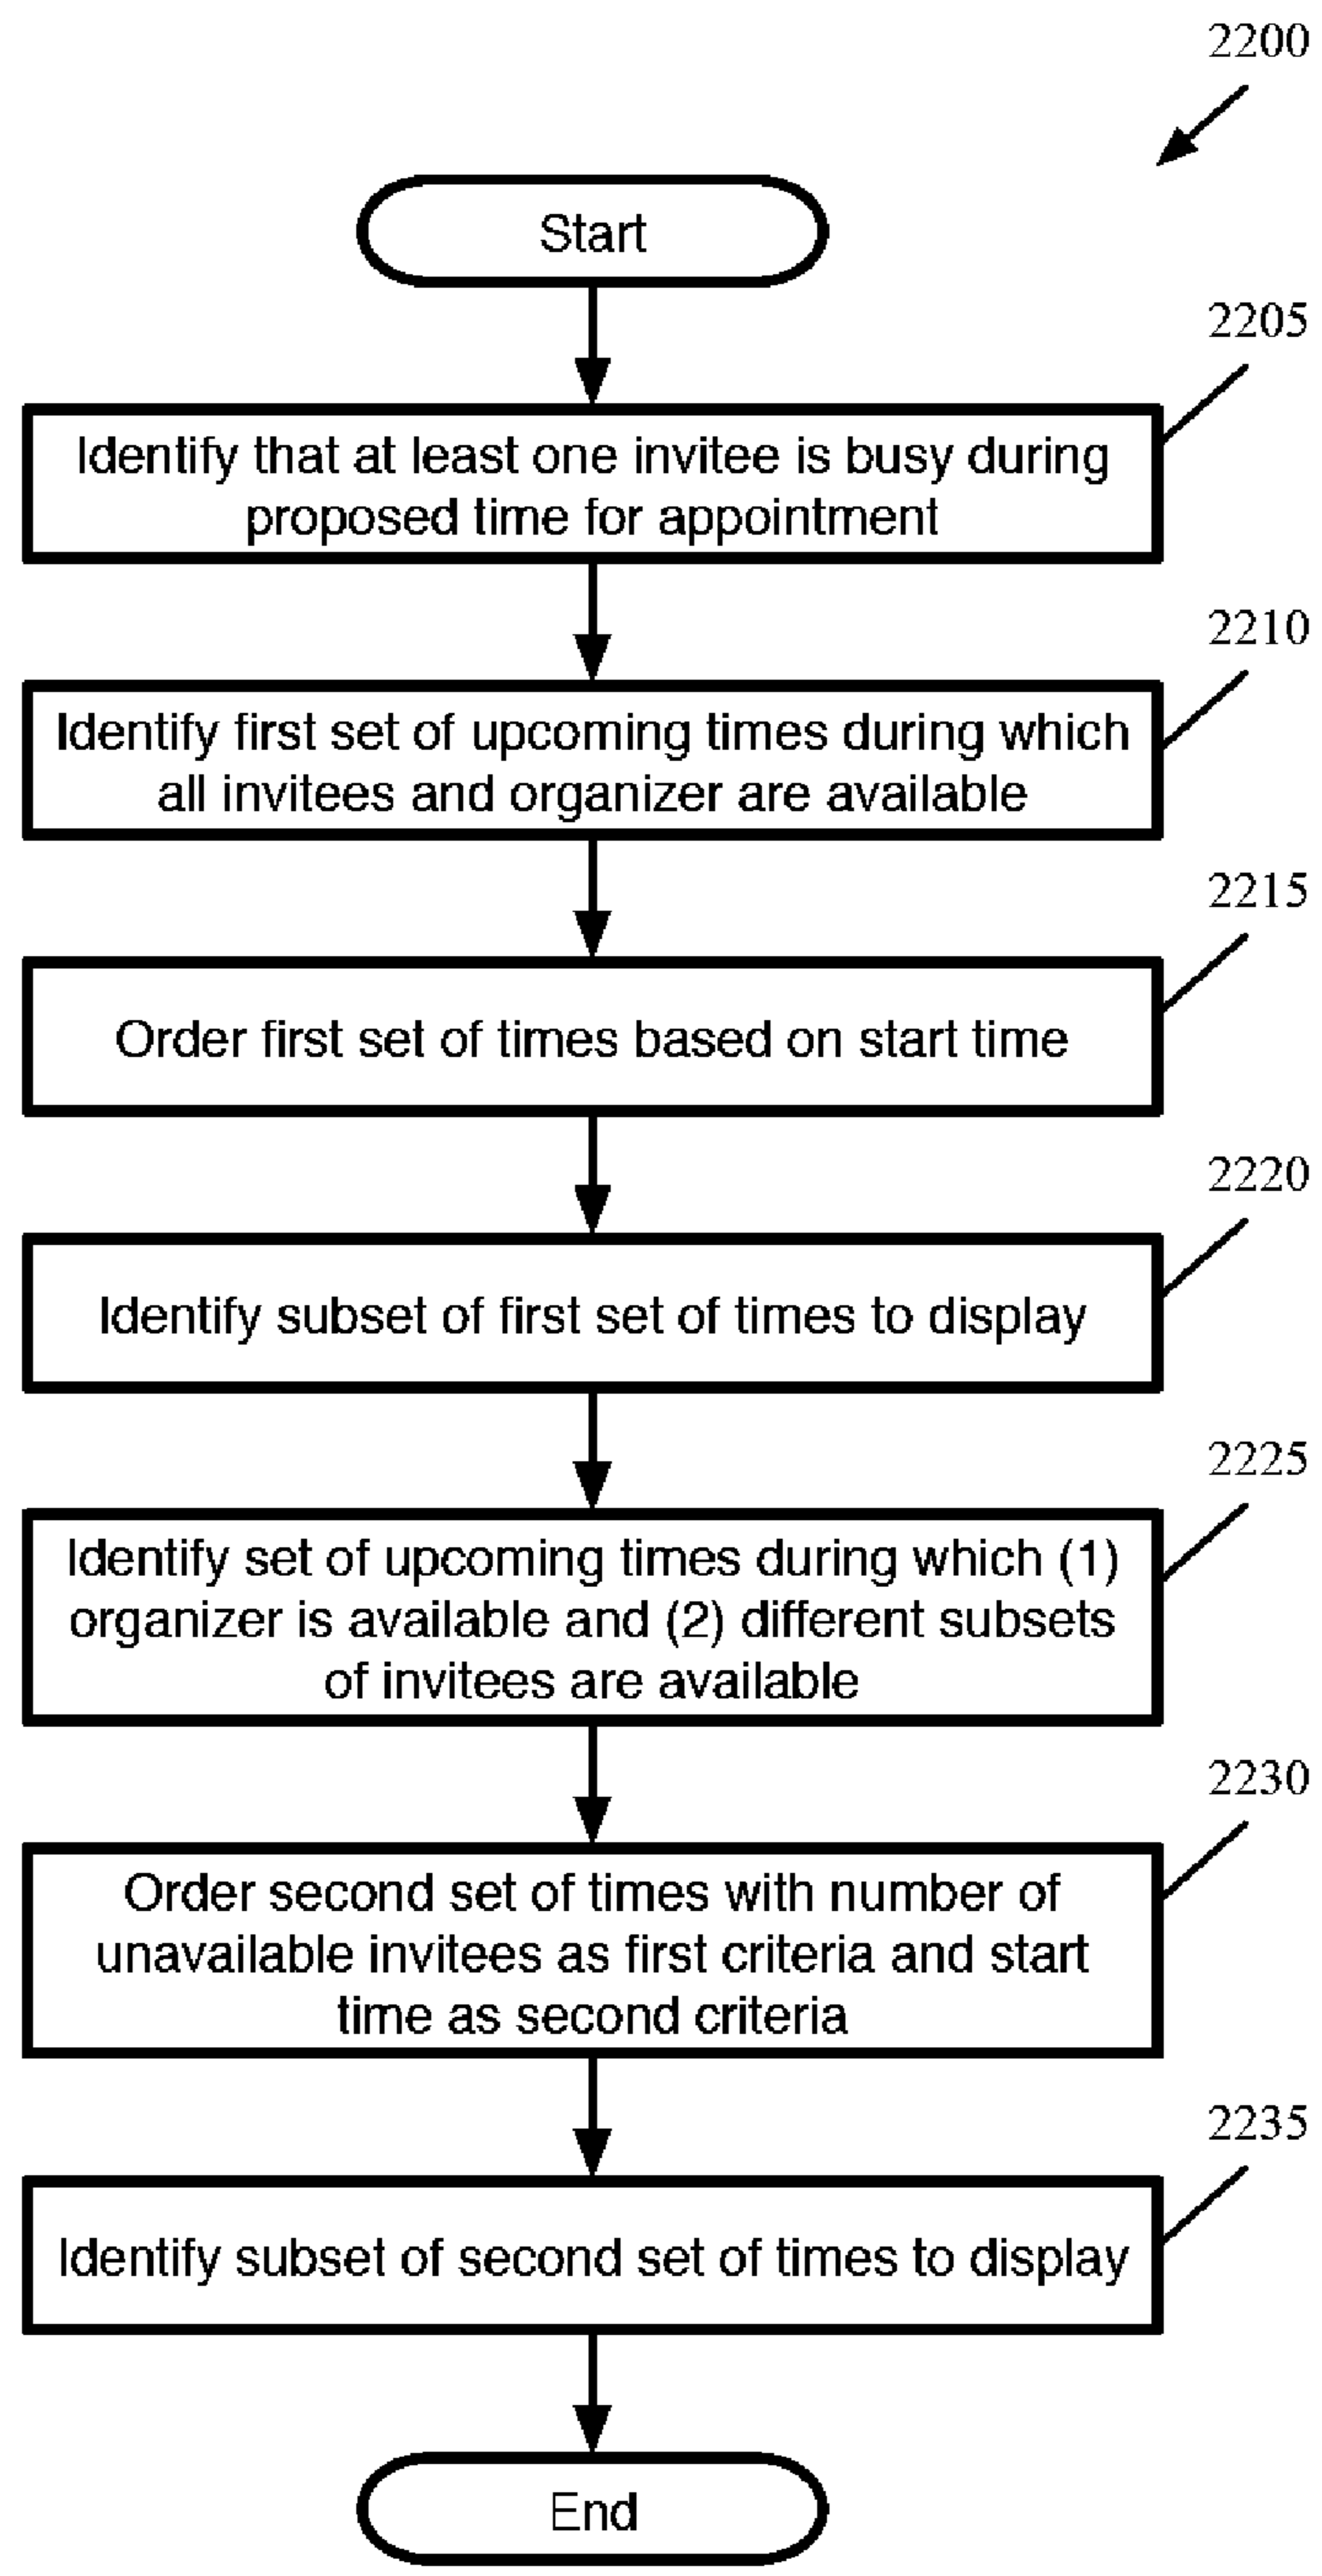 2200
Start
2205
Identify that at least one invitee is busy during
proposed time for appointment
2210
Identify first set of upcoming times during which
all invitees and organizer are available
2215
Order first set of times based on start time
2220
Identify subset of first set of times to display
2225
Identify set of upcoming times during which (1)
organizer is available and (2) different subsets
of invitees are available
2230
Order second set of times with number of
unavailable invitees as first criteria and start
time as second criteria
2235
Identify subset of second set of times to display
End